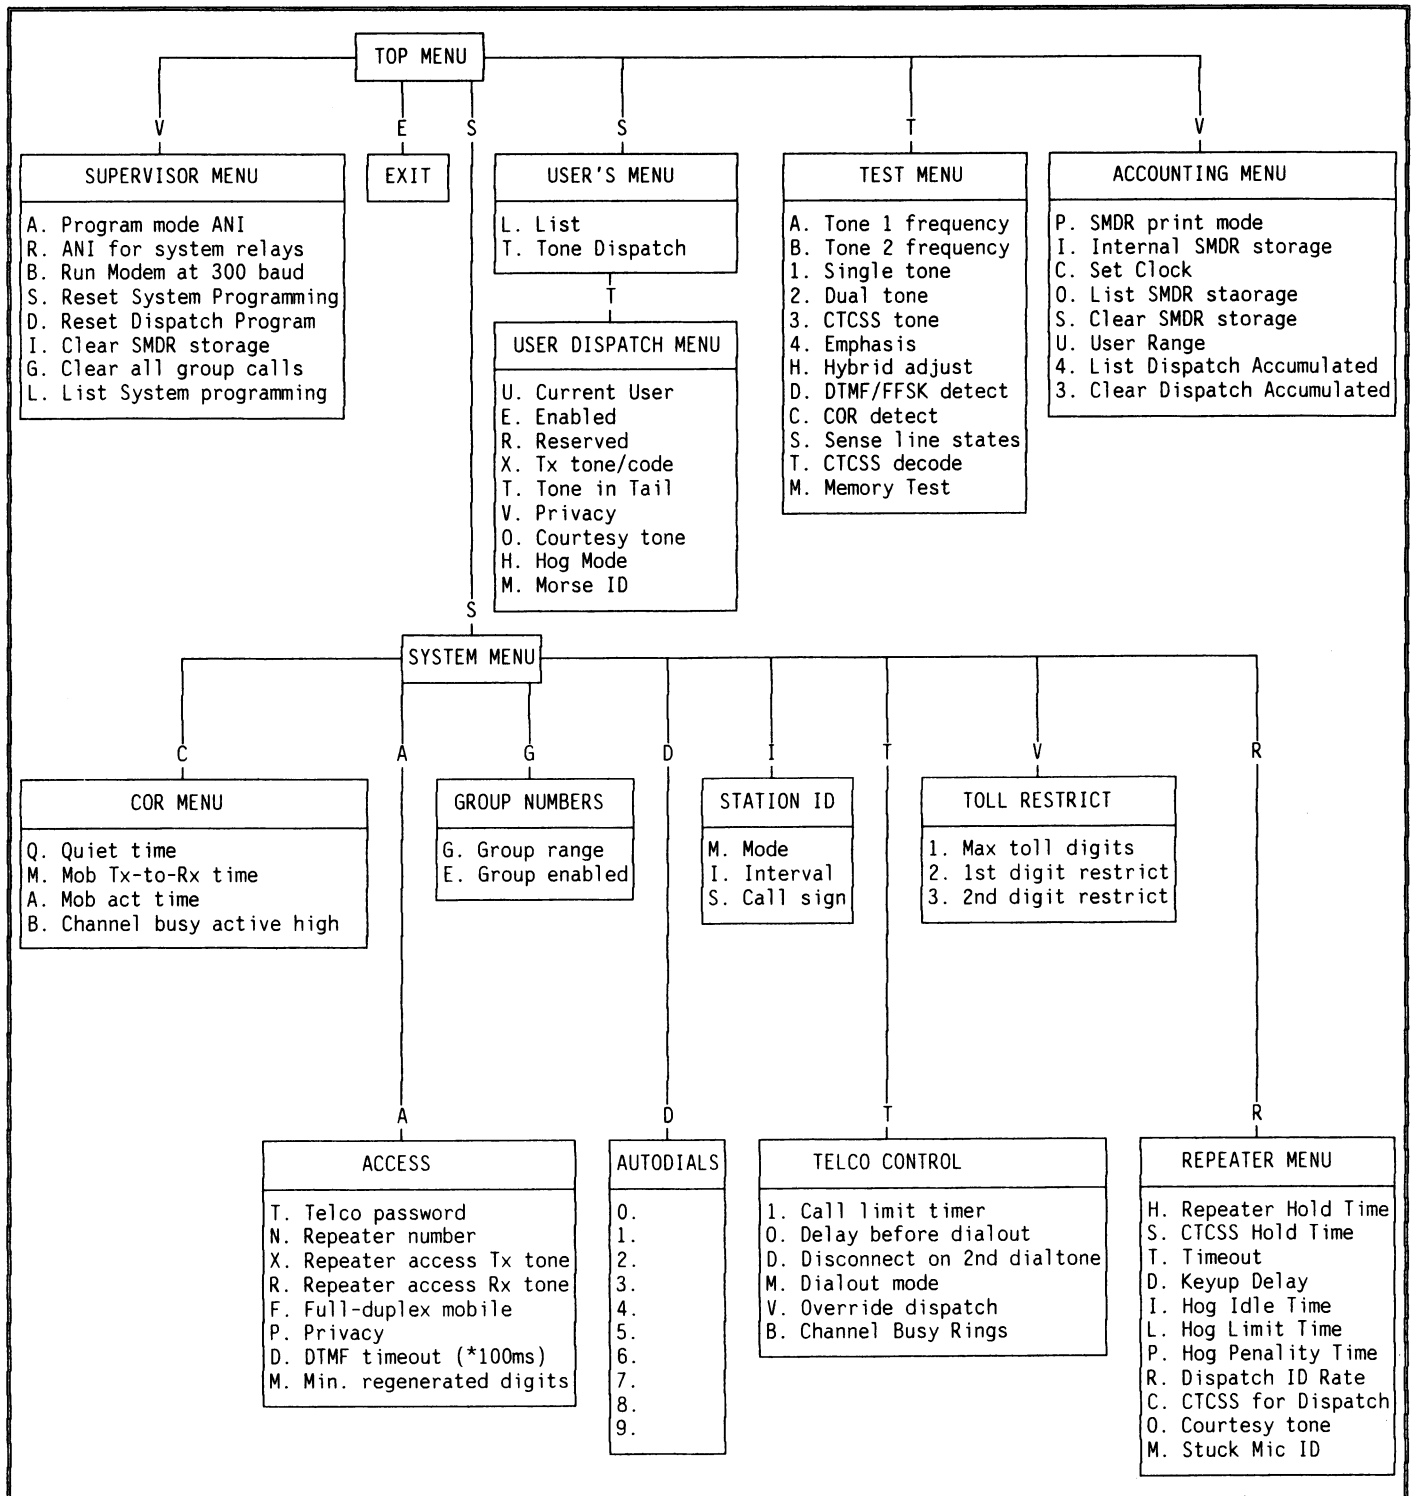 TOP MENU
V
E
S
S
T
V
SUPERVISOR MENU
A. Program mode ANI
R. ANI for system relays
B. Run Modem at 300 baud
S. Reset System Programming
D. Reset Dispatch Program
I. Clear SMDR storage
G. Clear all group calls
L. List System programming
EXIT
USER'S MENU
L. List
T. Tone Dispatch
T
USER DISPATCH MENU
U. Current User
E. Enabled
R. Reserved
X. Tx tone/code
T. Tone in Tail
V. Privacy
O. Courtesy tone
H. Hog Mode
M. Morse ID
TEST MENU
A. Tone 1 frequency
B. Tone 2 frequency
1. Single tone
2. Dual tone
3. CTCSS tone
4. Emphasis
H. Hybrid adjust
D. DTMF/FFSK detect
C. COR detect
S. Sense line states
T. CTCSS decode
M. Memory Test
ACCOUNTING MENU
P. SMDR print mode
I. Internal SMDR storage
C. Set Clock
O. List SMDR staorage
S. Clear SMDR storage
U. User Range
4. List Dispatch Accumulated
3. Clear Dispatch Accumulated
S
SYSTEM MENU
C
A
G
D
I
T
V
R
COR MENU
Q. Quiet time
M. Mob Tx-to-Rx time
A. Mob act time
B. Channel busy active high
GROUP NUMBERS
G. Group range
E. Group enabled
STATION ID
M. Mode
I. Interval
S. Call sign
TOLL RESTRICT
1. Max toll digits
2. 1st digit restrict
3. 2nd digit restrict
A
D
T
R
ACCESS
T. Telco password
N. Repeater number
X. Repeater access Tx tone
R. Repeater access Rx tone
F. Full-duplex mobile
P. Privacy
D. DTMF timeout (*100ms)
M. Min. regenerated digits
AUTODIALS
0.
1.
2.
3.
4.
5.
6.
7.
8.
9.
TELCO CONTROL
1. Call limit timer
O. Delay before dialout
D. Disconnect on 2nd dialtone
M. Dialout mode
V. Override dispatch
B. Channel Busy Rings
REPEATER MENU
H. Repeater Hold Time
S. CTCSS Hold Time
T. Timeout
D. Keyup Delay
I. Hog Idle Time
L. Hog Limit Time
P. Hog Penality Time
R. Dispatch ID Rate
C. CTCSS for Dispatch
O. Courtesy tone
M. Stuck Mic ID